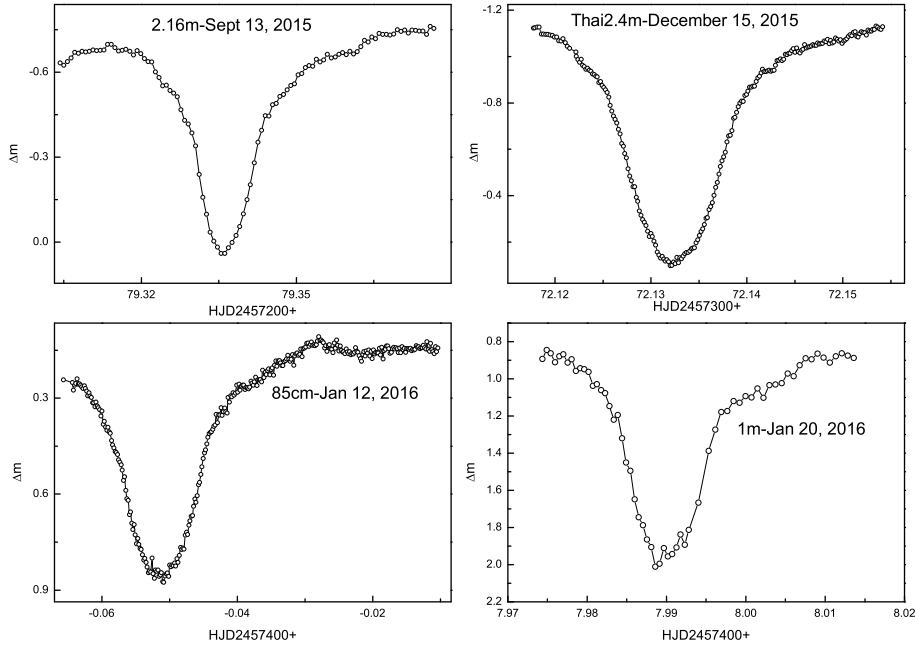 2.16m-Sept 13, 2015
-0.6
-0.3
0.0
Δm
79.32
79.35
HJD2457200+
Thai2.4m-December 15, 2015
-1.2
-0.8
-0.4
Δm
72.12
72.13
72.14
72.15
HJD2457300+
85cm-Jan 12, 2016
0.3
0.6
0.9
Δm
-0.06
-0.04
-0.02
HJD2457400+
1m-Jan 20, 2016
0.8
1.0
1.2
1.4
1.6
1.8
2.0
2.2
Δm
7.97
7.98
7.99
8.00
8.01
8.02
HJD2457400+